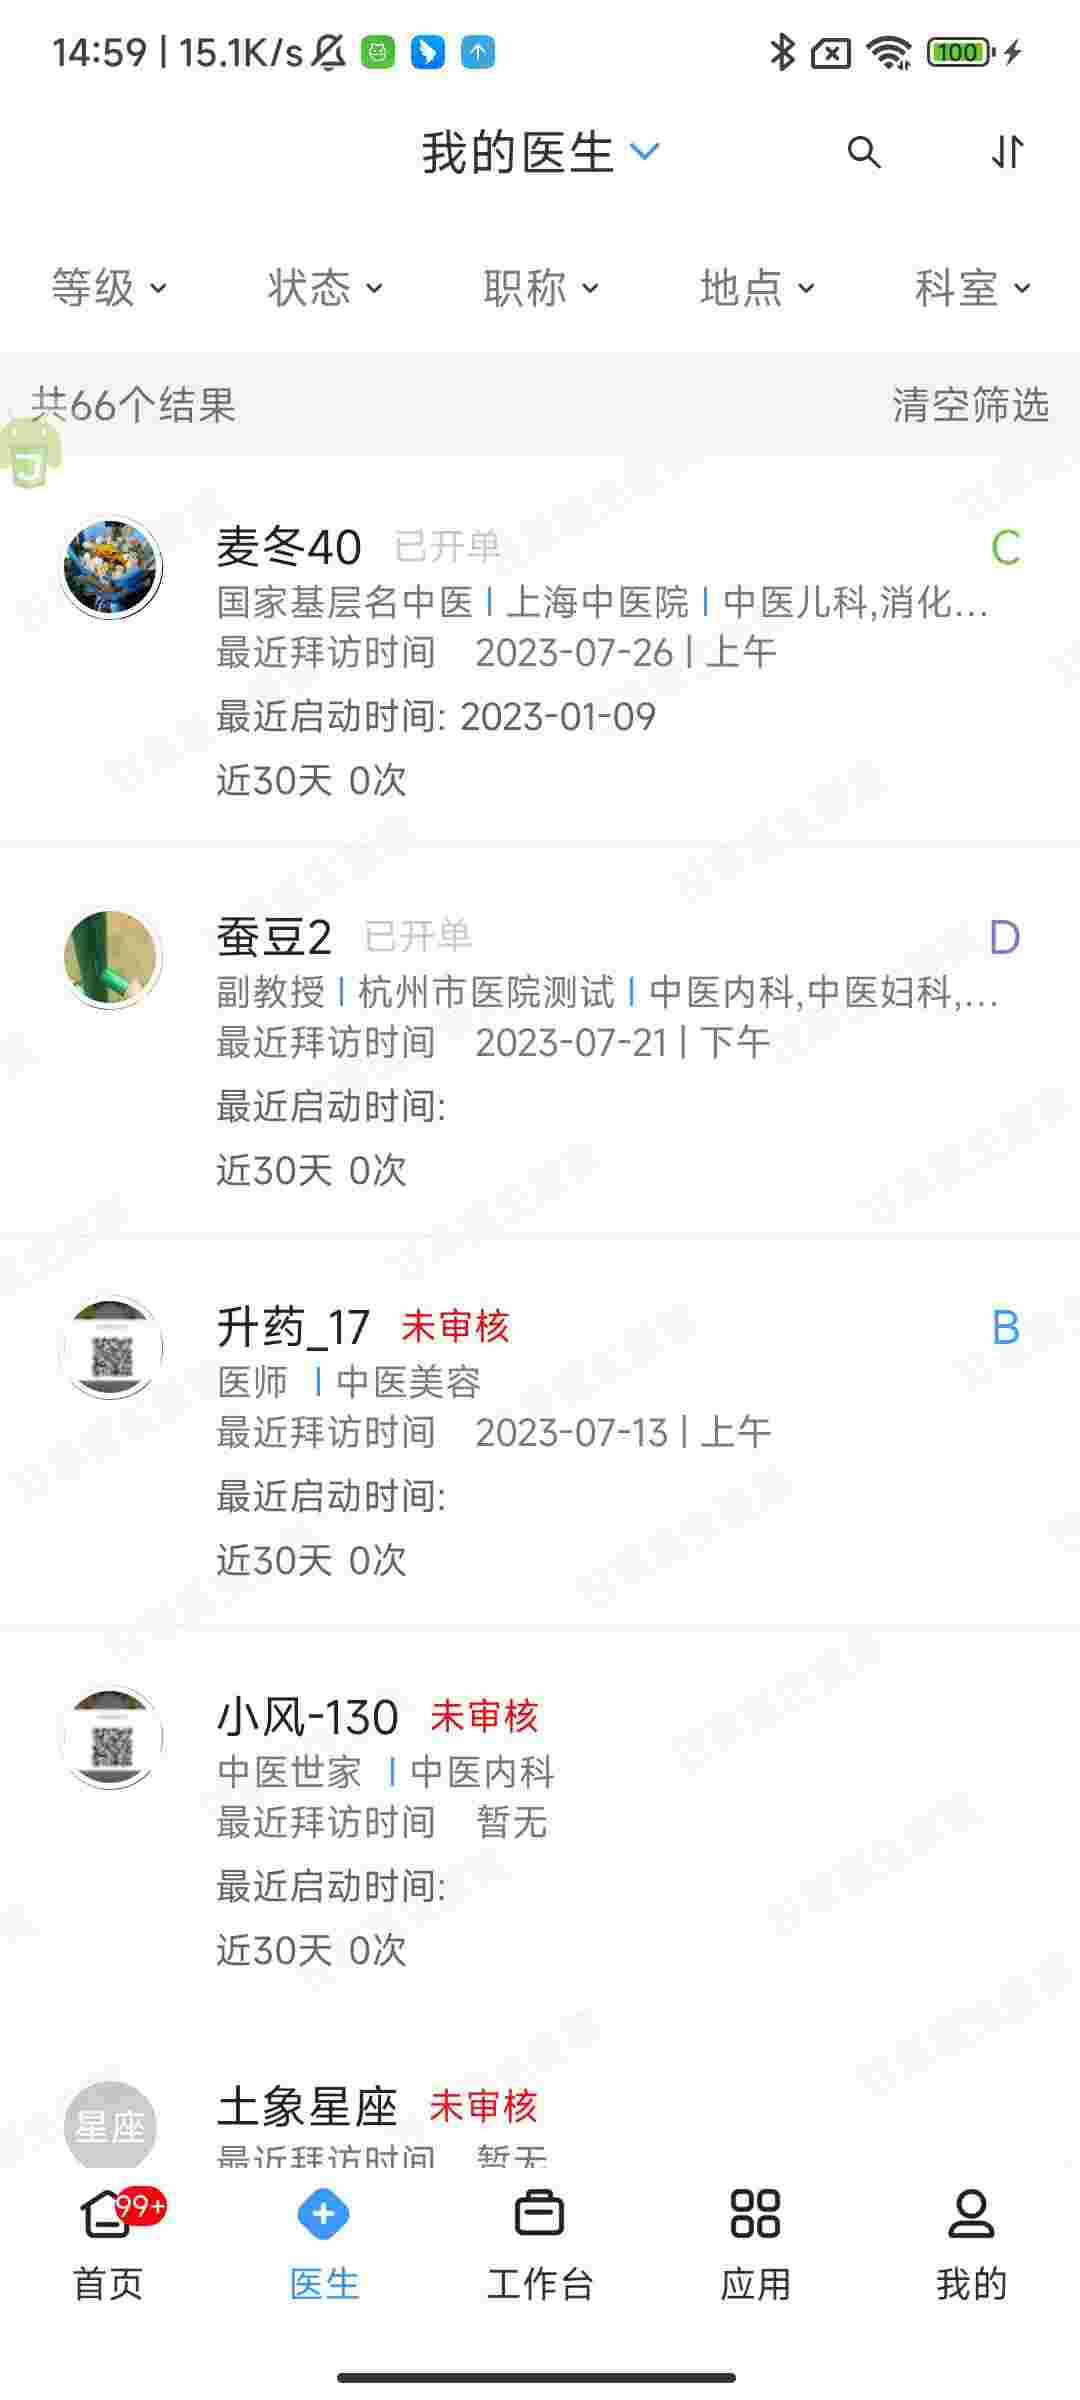 14:59 | 15.1K/s 100
我的医生
等级 状态 职称 地点 科室
共66个结果 清空筛选
麦冬40 已开单 C
国家基层名中医 | 上海中医院 | 中医儿科,消化...
最近拜访时间 2023-07-26 | 上午
最近启动时间: 2023-01-09
近30天 0次
蚕豆2 已开单 D
副教授 | 杭州市医院测试 | 中医内科,中医妇科,...
最近拜访时间 2023-07-21 | 下午
最近启动时间:
近30天 0次
升药_17 未审核 B
医师 | 中医美容
最近拜访时间 2023-07-13 | 上午
最近启动时间:
近30天 0次
小风-130 未审核
中医世家 | 中医内科
最近拜访时间 暂无
最近启动时间:
近30天 0次
星座 土象星座 未审核
最近拜访时间 暂无
99+
首页 医生 工作台 应用 我的